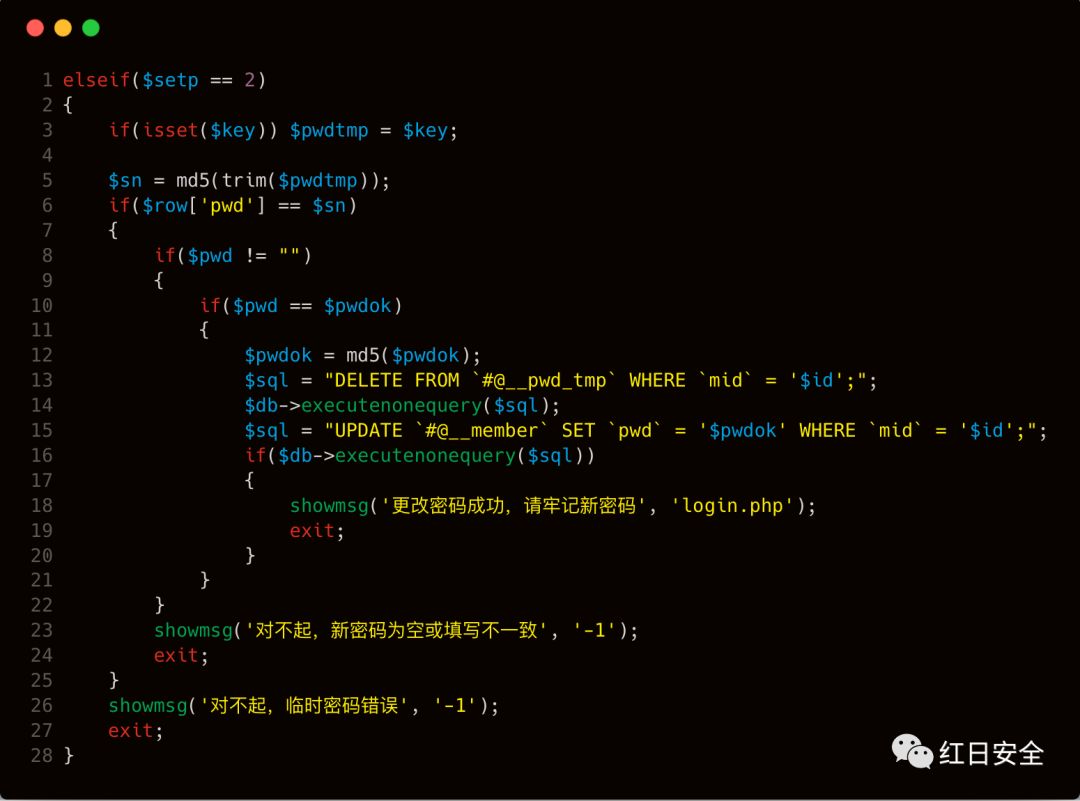 1 elseif($setp == 2)
2 {
3     if(isset($key)) $pwdtmp = $key;
4
5     $sn = md5(trim($pwdtmp));
6     if($row['pwd'] == $sn)
7     {
8         if($pwd != "")
9         {
10             if($pwd == $pwdok)
11             {
12                 $pwdok = md5($pwdok);
13                 $sql = "DELETE FROM `#@__pwd_tmp` WHERE `mid` = '$id';";
14                 $db->executenonequery($sql);
15                 $sql = "UPDATE `#@__member` SET `pwd` = '$pwdok' WHERE `mid` = '$id';";
16                 if($db->executenonequery($sql))
17                 {
18                     showmsg('更改密码成功，请牢记新密码', 'login.php');
19                     exit;
20                 }
21             }
22         }
23         showmsg('对不起，新密码为空或填写不一致', '-1');
24         exit;
25     }
26     showmsg('对不起，临时密码错误', '-1');
27     exit;
28 }
红日安全